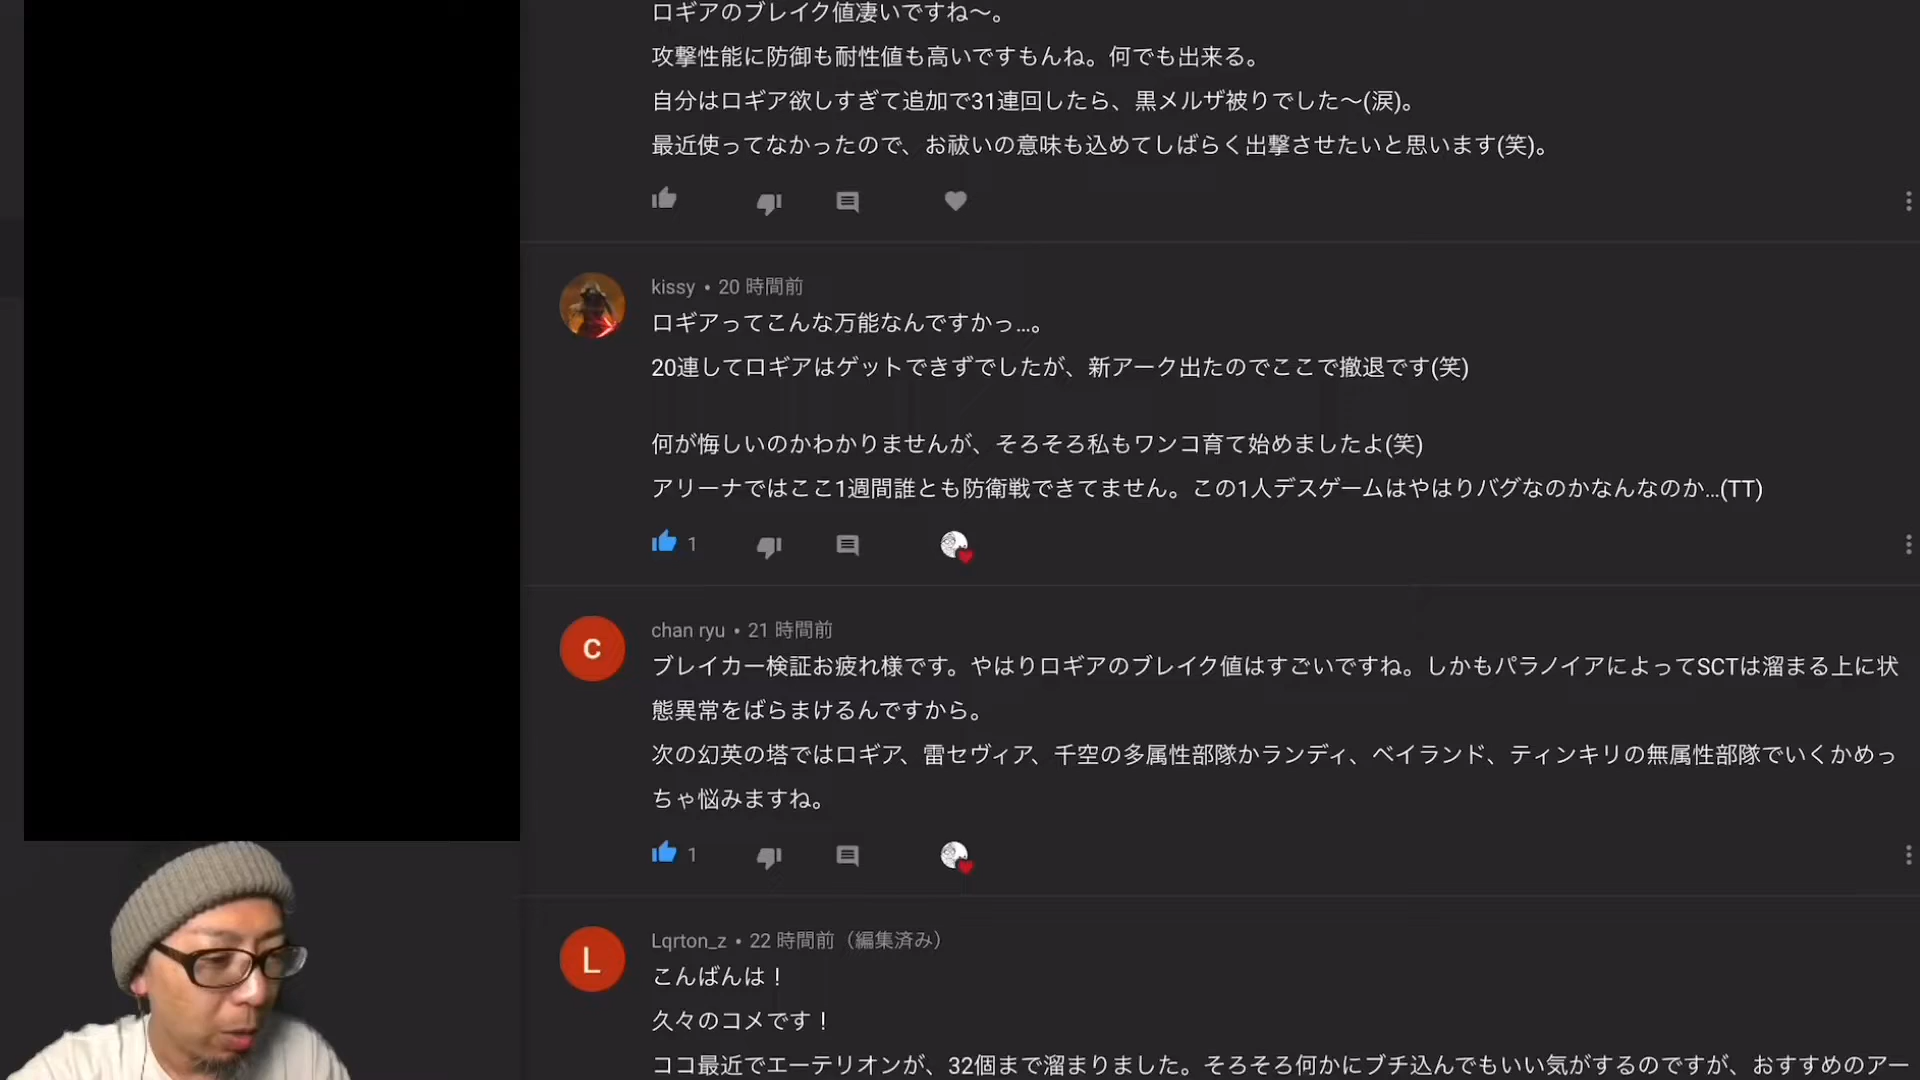 ロギアのブレイク値凄いですね〜。
攻撃性能に防御も耐性値も高いですもんね。何でも出来る。
自分はロギア欲しすぎて追加で31連回したら、黒メルザ被りでした〜(涙)。
最近使ってなかったので、お祓いの意味も込めてしばらく出撃させたいと思います(笑)。
kissy • 20 時間前
ロギアってこんな万能なんですかっ...。
20連してロギアはゲットできずでしたが、新アーク出たのでここで撤退です(笑)
何が悔しいのかわかりませんが、そろそろ私もワンコ育て始めましたよ(笑)
アリーナではここ1週間誰とも防衛戦できてません。この1人デスゲームはやはりバグなのかなんなのか...(TT)
1
C
chan ryu • 21 時間前
ブレイカー検証お疲れ様です。やはりロギアのブレイク値はすごいですね。しかもパラノイアによってSCTは溜まる上に状
態異常をばらまけるんですから。
次の幻英の塔ではロギア、雷セヴィア、千空の多属性部隊かランディ、ベイランド、ティンキリの無属性部隊でいくかめっ
ちゃ悩みますね。
1
L
Lqrton_z • 22 時間前（編集済み）
こんばんは！
久々のコメです！
ココ最近でエーテリオンが、32個まで溜まりました。そろそろ何かにブチ込んでもいい気がするのですが、おすすめのアー